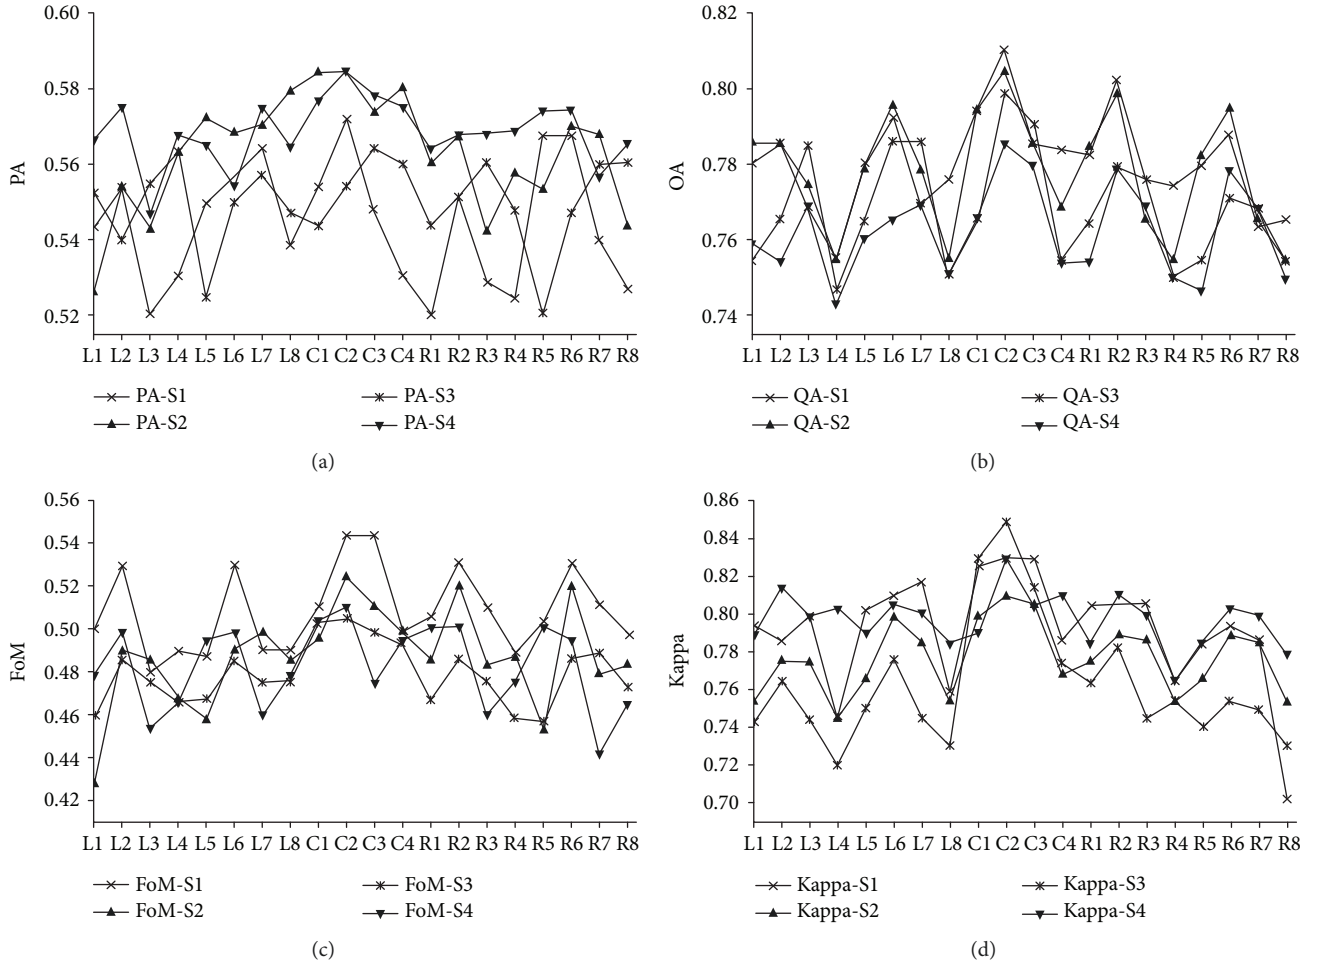 0.60
0.58
0.56
0.54
0.52
PA
L1 L2 L3 L4 L5 L6 L7 L8 C1 C2 C3 C4 R1 R2 R3 R4 R5 R6 R7 R8
PA-S1
PA-S2
PA-S3
PA-S4
(a)
0.82
0.80
0.78
0.76
0.74
OA
L1 L2 L3 L4 L5 L6 L7 L8 C1 C2 C3 C4 R1 R2 R3 R4 R5 R6 R7 R8
QA-S1
QA-S2
QA-S3
QA-S4
(b)
0.56
0.54
0.52
0.50
0.48
0.46
0.44
0.42
FoM
L1 L2 L3 L4 L5 L6 L7 L8 C1 C2 C3 C4 R1 R2 R3 R4 R5 R6 R7 R8
FoM-S1
FoM-S2
FoM-S3
FoM-S4
(c)
0.86
0.84
0.82
0.80
0.78
0.76
0.74
0.72
0.70
Kappa
L1 L2 L3 L4 L5 L6 L7 L8 C1 C2 C3 C4 R1 R2 R3 R4 R5 R6 R7 R8
Kappa-S1
Kappa-S2
Kappa-S3
Kappa-S4
(d)